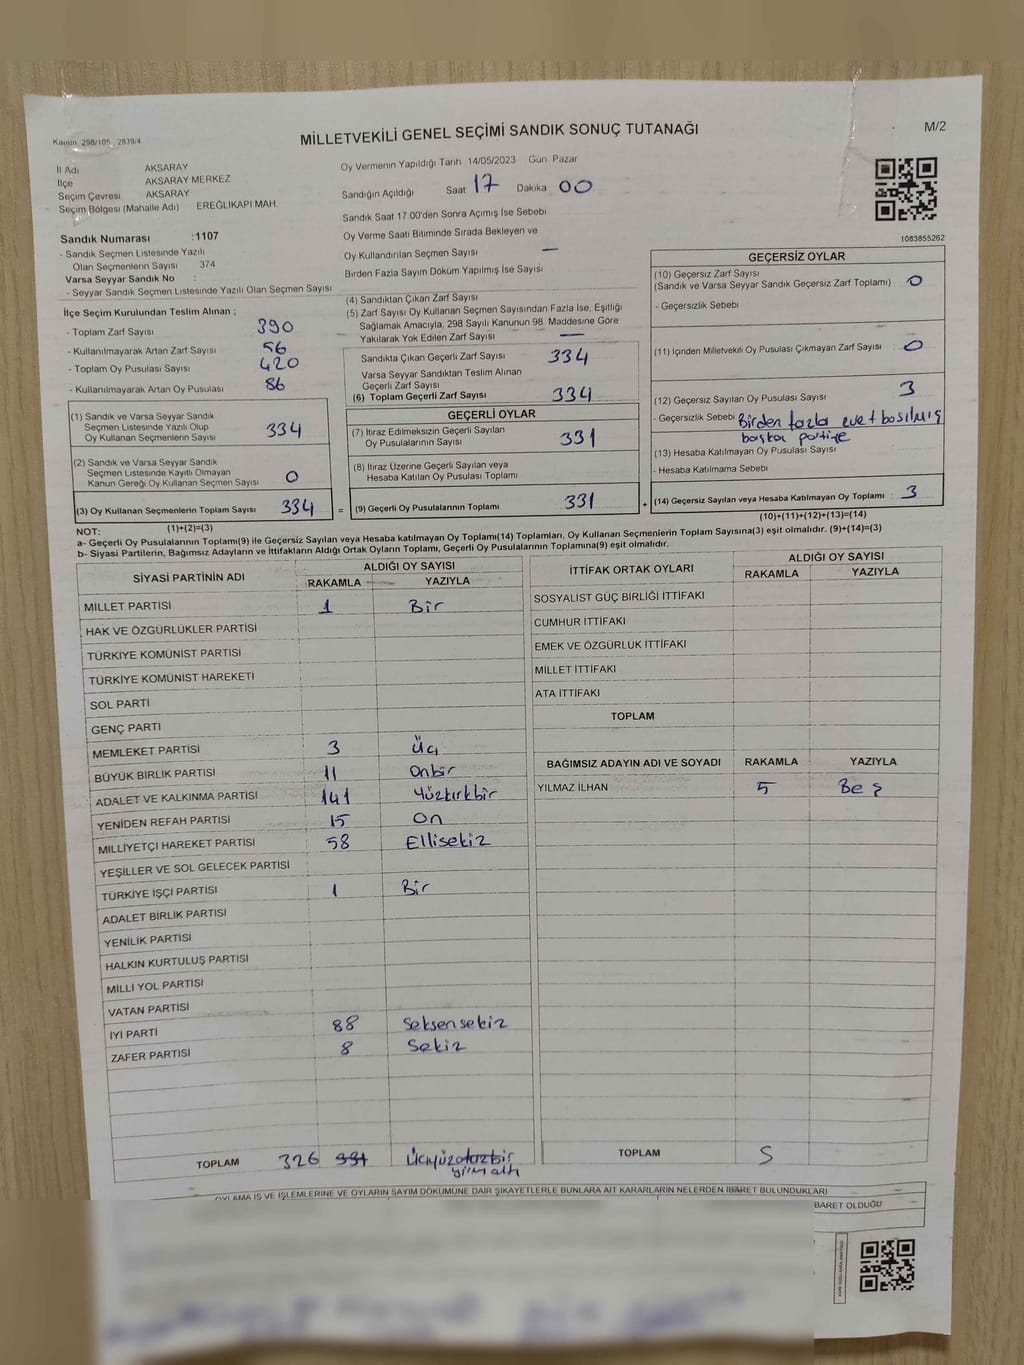 Kanun 298/105, 2839/4
MİLLETVEKİLİ GENEL SEÇİMİ SANDIK SONUÇ TUTANAĞI
M/2
İl Adı AKSARAY
İlçe AKSARAY MERKEZ
Seçim Çevresi AKSARAY
Seçim Bölgesi (Mahalle Adı) EREĞLİKAPI MAH.
Sandık Numarası :1107
- Sandık Seçmen Listesinde Yazılı
Olan Seçmenlerin Sayısı 374
Varsa Seyyar Sandık No :
- Seyyar Sandık Seçmen Listesinde Yazılı Olan Seçmen Sayısı
Oy Vermenin Yapıldığı Tarih 14/05/2023 Gün Pazar
Sandığın Açıldığı Saat 17 Dakika 00
Sandık Saat 17:00'den Sonra Açımış İse Sebebi
Oy Verme Saati Bitiminde Sırada Bekleyen ve
Oy Kullandırılan Seçmen Sayısı —
Birden Fazla Sayım Döküm Yapılmış İse Sayısı
1083855262
İlçe Seçim Kurulundan Teslim Alınan ;
- Toplam Zarf Sayısı 390
- Kullanılmayarak Artan Zarf Sayısı 56
- Toplam Oy Pusulası Sayısı 420
- Kullanılmayarak Artan Oy Pusulası 86
(1) Sandık ve Varsa Seyyar Sandık
Seçmen Listesinde Yazılı Olup
Oy Kullanan Seçmenlerin Sayısı 334
(2) Sandık ve Varsa Seyyar Sandık
Seçmen Listesinde Kayıtlı Olmayan
Kanun Gereği Oy Kullanan Seçmen Sayısı 0
(3) Oy Kullanan Seçmenlerin Toplam Sayısı 334
(1)+(2)=(3)
(4) Sandıktan Çıkan Zarf Sayısı
(5) Zarf Sayısı Oy Kullanan Seçmen Sayısından Fazla İse, Eşitliği
Sağlamak Amacıyla, 298 Sayılı Kanunun 98. Maddesine Göre
Yakılarak Yok Edilen Zarf Sayısı —
Sandıkta Çıkan Geçerli Zarf Sayısı 334
Varsa Seyyar Sandıktan Teslim Alınan
Geçerli Zarf Sayısı
(6) Toplam Geçerli Zarf Sayısı 334
GEÇERLİ OYLAR
(7) İtiraz Edilmeksizin Geçerli Sayılan
Oy Pusulalarının Sayısı 331
(8) İtiraz Üzerine Geçerli Sayılan veya
Hesaba Katılan Oy Pusulası Toplamı
= (9) Geçerli Oy Pusulalarının Toplamı 331 +
GEÇERSİZ OYLAR
(10) Geçersiz Zarf Sayısı
(Sandık ve Varsa Seyyar Sandık Geçersiz Zarf Toplamı) : 0
- Geçersizlik Sebebi
(11) İçinden Milletvekili Oy Pusulası Çıkmayan Zarf Sayısı : 0
(12) Geçersiz Sayılan Oy Pusulası Sayısı 3
- Geçersizlik Sebebi Birden fazla evet basılmış
başka partiye
(13) Hesaba Katılmayan Oy Pusulası Sayısı
- Hesaba Katılmama Sebebi
(14) Geçersiz Sayılan veya Hesaba Katılmayan Oy Toplamı : 3
(10)+(11)+(12)+(13)=(14)
NOT:
a- Geçerli Oy Pusulalarının Toplamı(9) ile Geçersiz Sayılan veya Hesaba katılmayan Oy Toplamı(14) Toplamları, Oy Kullanan Seçmenlerin Toplam Sayısına(3) eşit olmalıdır. (9)+(14)=(3)
b- Siyasi Partilerin, Bağımsız Adayların ve İttifakların Aldığı Ortak Oyların Toplamı, Geçerli Oy Pusulalarının Toplamına(9) eşit olmalıdır.
SİYASİ PARTİNİN ADI ALDIĞI OY SAYISI
RAKAMLA YAZIYLA
MİLLET PARTİSİ 1 Bir
HAK VE ÖZGÜRLÜKLER PARTİSİ
TÜRKİYE KOMÜNİST PARTİSİ
TÜRKİYE KOMÜNİST HAREKETİ
SOL PARTİ
GENÇ PARTİ
MEMLEKET PARTİSİ 3 Üç
BÜYÜK BİRLİK PARTİSİ 11 Onbir
ADALET VE KALKINMA PARTİSİ 141 Yüzkırkbir
YENİDEN REFAH PARTİSİ 15 On
MİLLİYETÇİ HAREKET PARTİSİ 58 Ellisekiz
YEŞİLLER VE SOL GELECEK PARTİSİ
TÜRKİYE İŞÇİ PARTİSİ 1 Bir
ADALET BİRLİK PARTİSİ
YENİLİK PARTİSİ
HALKIN KURTULUŞ PARTİSİ
MİLLİ YOL PARTİSİ
VATAN PARTİSİ
İYİ PARTİ 88 Seksensekiz
ZAFER PARTİSİ 8 Sekiz
TOPLAM 326 331 Üçyüzotuzbir
yirmialtı
İTTİFAK ORTAK OYLARI ALDIĞI OY SAYISI
RAKAMLA YAZIYLA
SOSYALİST GÜÇ BİRLİĞİ İTTİFAKI
CUMHUR İTTİFAKI
EMEK VE ÖZGÜRLÜK İTTİFAKI
MİLLET İTTİFAKI
ATA İTTİFAKI
TOPLAM
BAĞIMSIZ ADAYIN ADI VE SOYADI RAKAMLA YAZIYLA
YILMAZ İLHAN 5 Beş
TOPLAM 5
OYLAMA İŞ VE İŞLEMLERİNE VE OYLARIN SAYIM DÖKÜMÜNE DAİR ŞİKAYETLERLE BUNLARA AİT KARARLARIN NELERDEN İBARET BULUNDUKLARI
BARET OLDUĞU